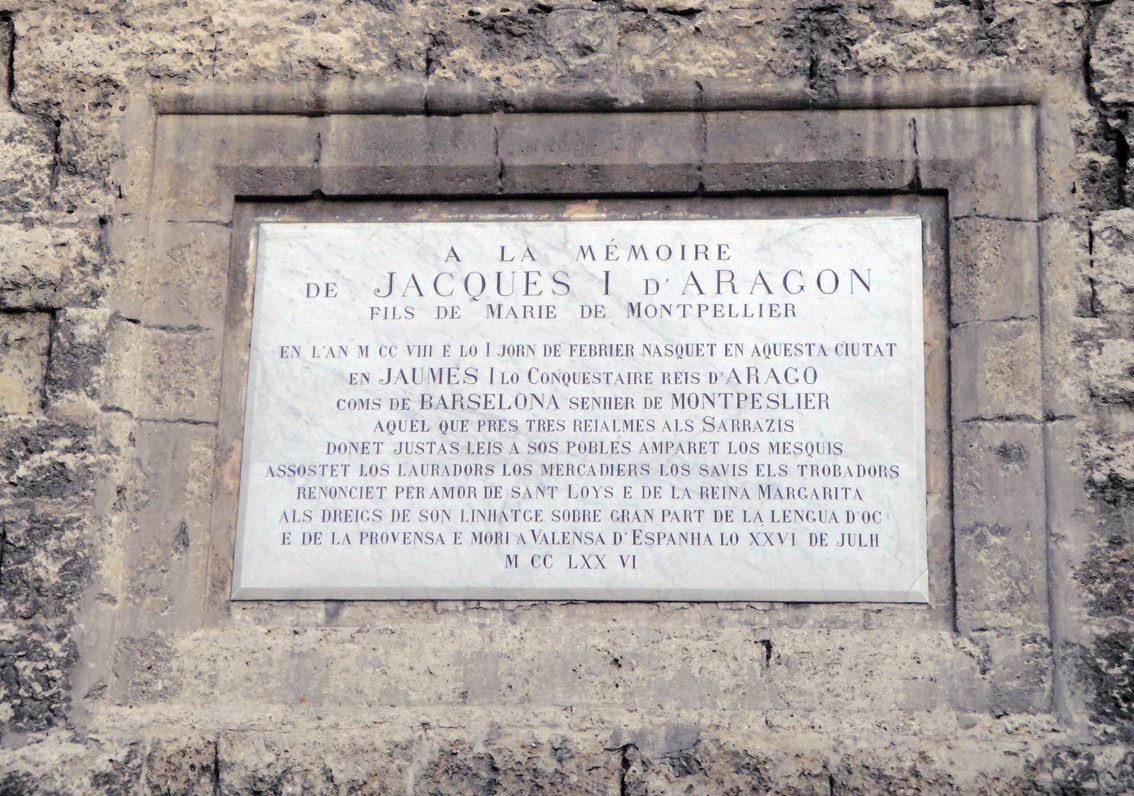 A LA MÉMOIRE
DE JACQUES I D'ARAGON
FILS DE MARIE DE MONTPELLIER
EN L'AN M CC VIII E LO I JORN DE FEBRIER NASQUET EN AQUESTA CIUTAT
EN JAUMES I LO CONQUESTAIRE REIS D'ARAGO
COMS DE BARSELONA SENHER DE MONTPESLIER
AQUEL QUE PRES TRES REIALMES ALS SARRAZIS
DONET JUSTAS LEIS A SOS POBLES AMPARET LOS MESQUIS
ASSOSTET LOS LAURADORS LOS MERCADIERS LOS SAVIS ELS TROBADORS
RENONCIET PER AMOR DE SANT LOYS E DE LA REINA MARGARITA
ALS DREIGS DE SON LINHATGE SOBRE GRAN PART DE LA LENGUA D'OC
E DE LA PROVENSA E MORI A VALENSA D'ESPANHA LO XXVI DE JULH
M CC LXX VI